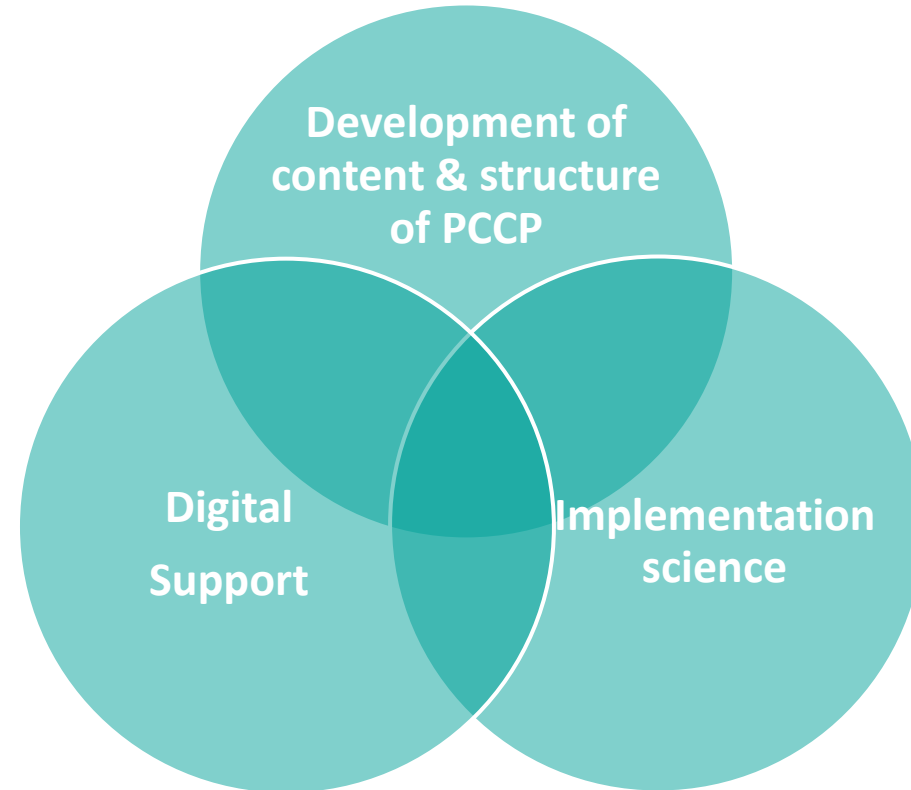 Development of
content & structure
of PCCP
Digital
Support
Implementation
science